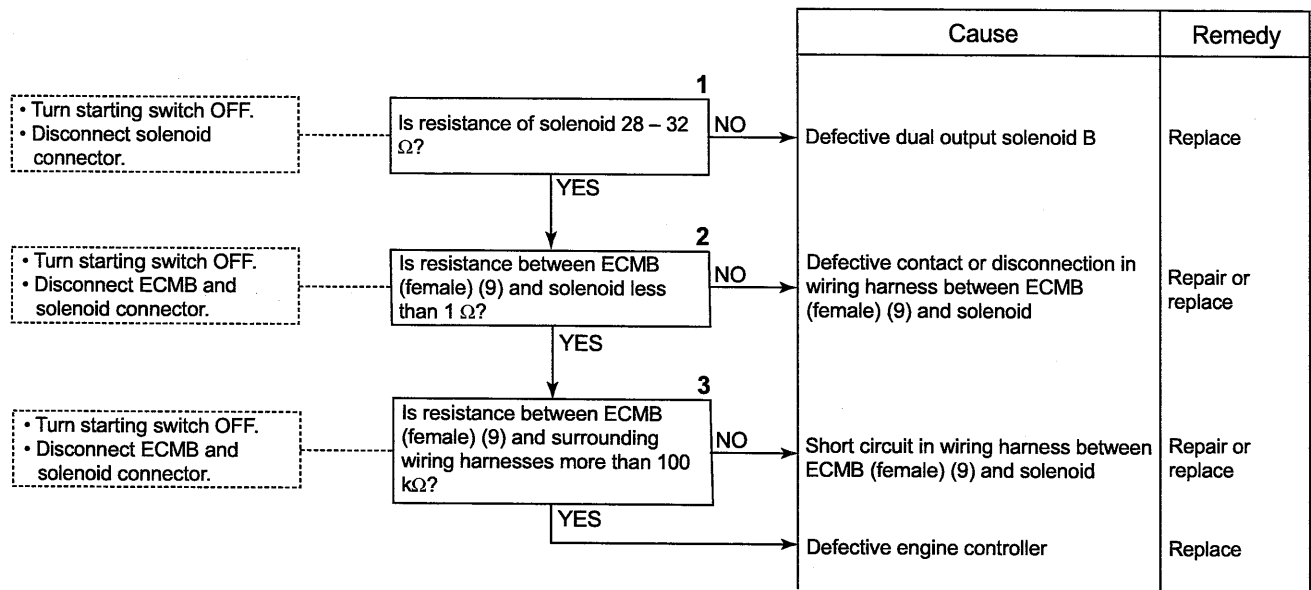 Cause
Remedy
1
• Turn starting switch OFF.
• Disconnect solenoid
connector.
Is resistance of solenoid 28 – 32
Ω?
NO
Defective dual output solenoid B
Replace
YES
2
• Turn starting switch OFF.
• Disconnect ECMB and
solenoid connector.
Is resistance between ECMB
(female) (9) and solenoid less
than 1 Ω?
NO
Defective contact or disconnection in
wiring harness between ECMB
(female) (9) and solenoid
Repair or
replace
YES
3
• Turn starting switch OFF.
• Disconnect ECMB and
solenoid connector.
Is resistance between ECMB
(female) (9) and surrounding
wiring harnesses more than 100
kΩ?
NO
Short circuit in wiring harness between
ECMB (female) (9) and solenoid
Repair or
replace
YES
Defective engine controller
Replace